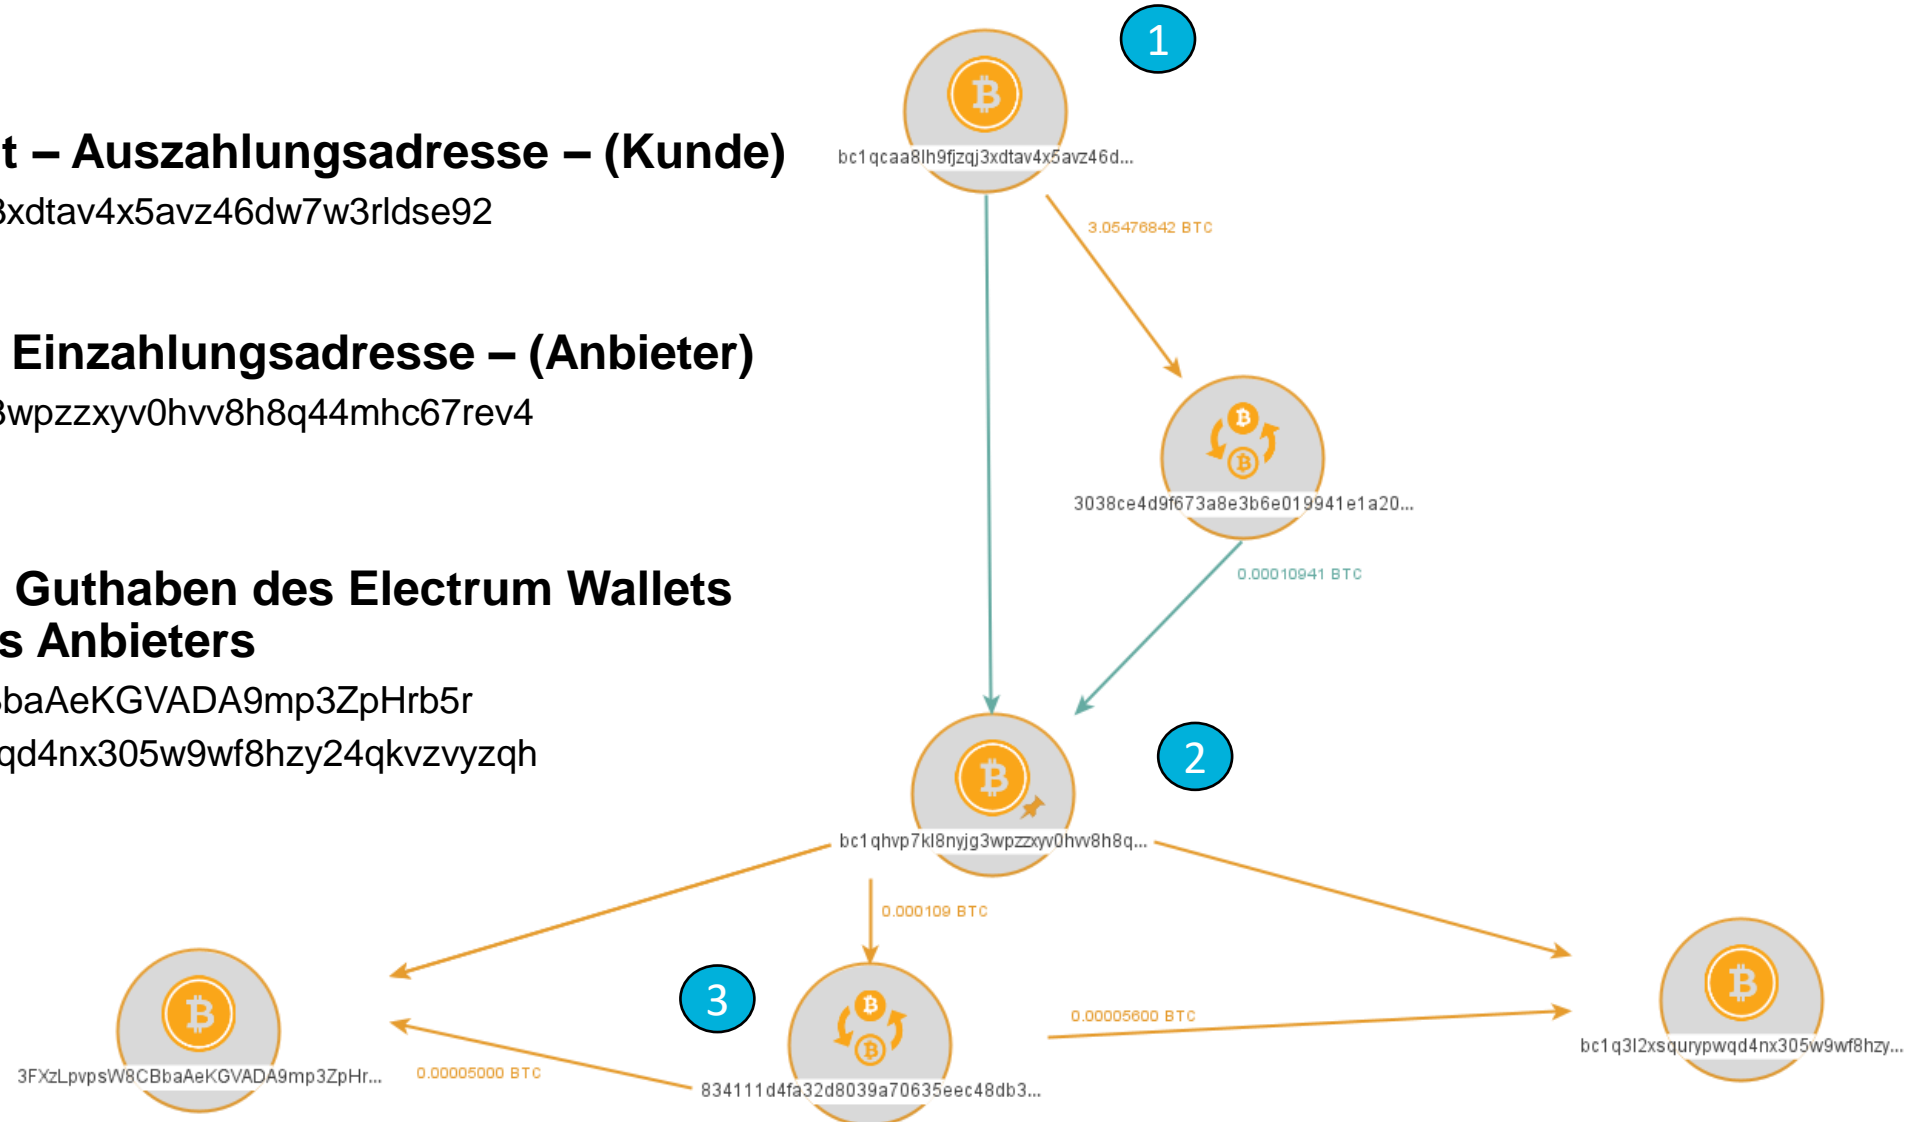 1
t – Auszahlungsadresse – (Kunde)
bc1qcaa8lh9fjzqj3xdtav4x5avz46d...
3xdtav4x5avz46dw7w3rldse92
3.05476842 BTC
Einzahlungsadresse – (Anbieter)
3wpzzxyv0hvv8h8q44mhc67rev4
3038ce4d9f673a8e3b6e019941e1a20...
0.00010941 BTC
Guthaben des Electrum Wallets
s Anbieters
baAeKGVADA9mp3ZpHrb5r
qd4nx305w9wf8hzy24qkvzvyzqh
2
bc1qhvp7kl8nyjg3wpzzxyv0hvv8h8q...
0.000109 BTC
3
0.00005600 BTC
bc1q3l2xsqurypwqd4nx305w9wf8hzy...
3FXzLpvpsW8CBbaAeKGVADA9mp3ZpHr...
0.00005000 BTC
834111d4fa32d8039a70635eec48db3...